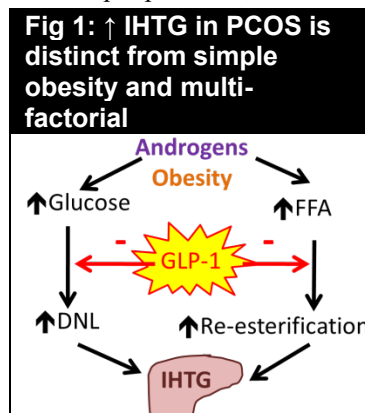 Fig 1: ↑ IHTG in PCOS is
distinct from simple
obesity and multi-
factorial
Androgens
Obesity
↑Glucose
↑FFA
- -
GLP-1
↑DNL
↑Re-esterification
IHTG